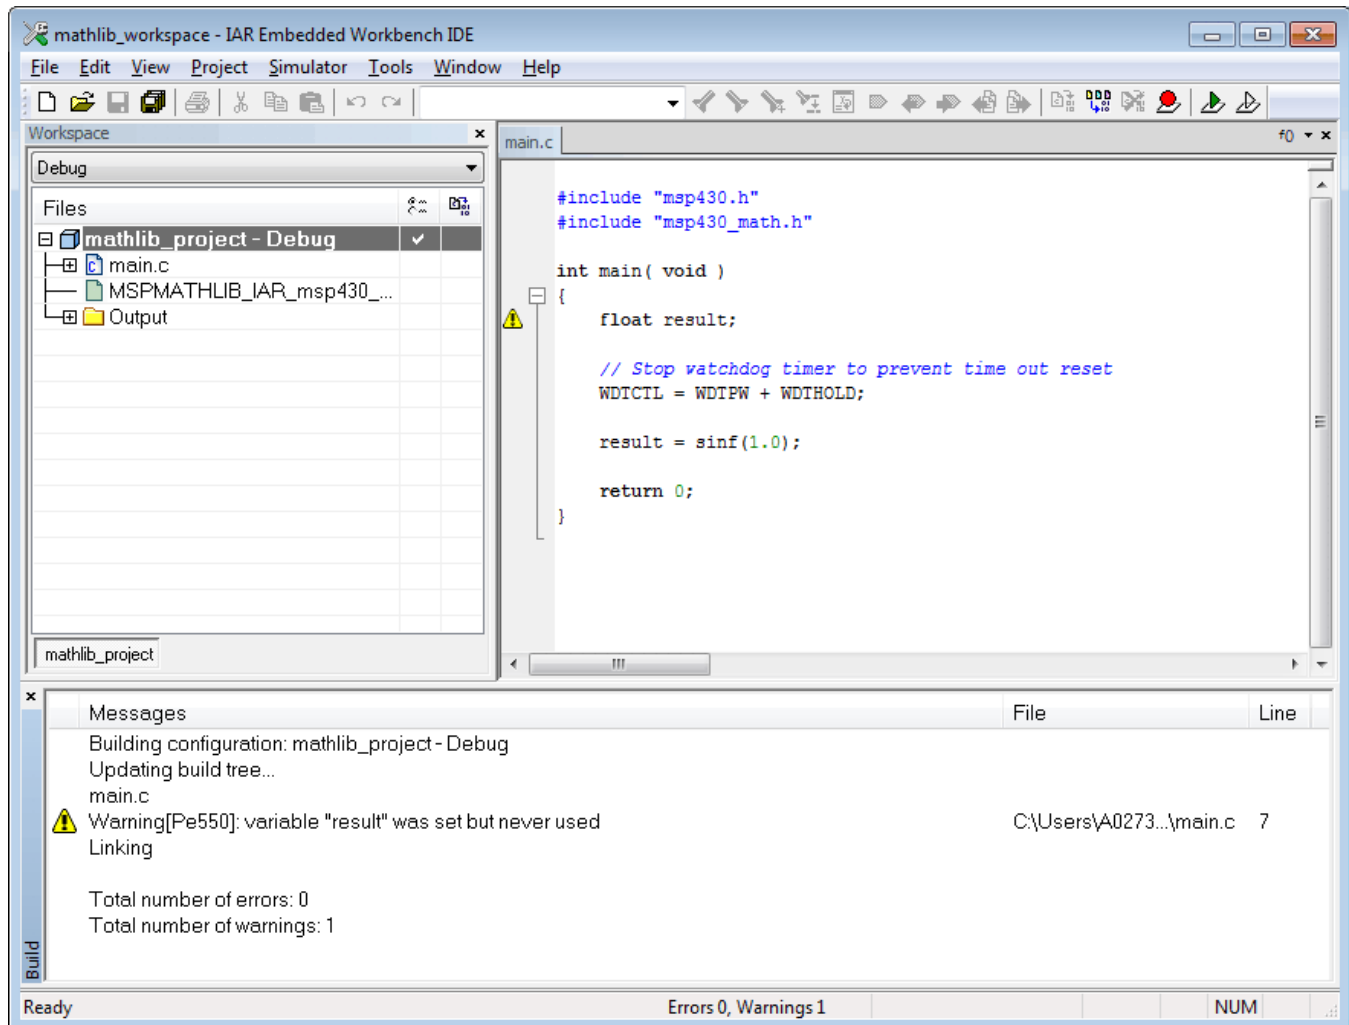 mathlib_workspace - IAR Embedded Workbench IDE
File Edit View Project Simulator Tools Window Help
Workspace
Debug
Files
mathlib_project - Debug
main.c
MSPMATHLIB_IAR_msp430_...
Output
mathlib_project
main.c
f()
#include "msp430.h"
#include "msp430_math.h"
int main( void )
{
float result;
// Stop watchdog timer to prevent time out reset
WDTCTL = WDTPW + WDTHOLD;
result = sinf(1.0);
return 0;
}
Messages File Line
Building configuration: mathlib_project - Debug
Updating build tree...
main.c
Warning[Pe550]: variable "result" was set but never used C:\Users\A0273...\main.c 7
Linking
Total number of errors: 0
Total number of warnings: 1
Build
Ready Errors 0, Warnings 1 NUM